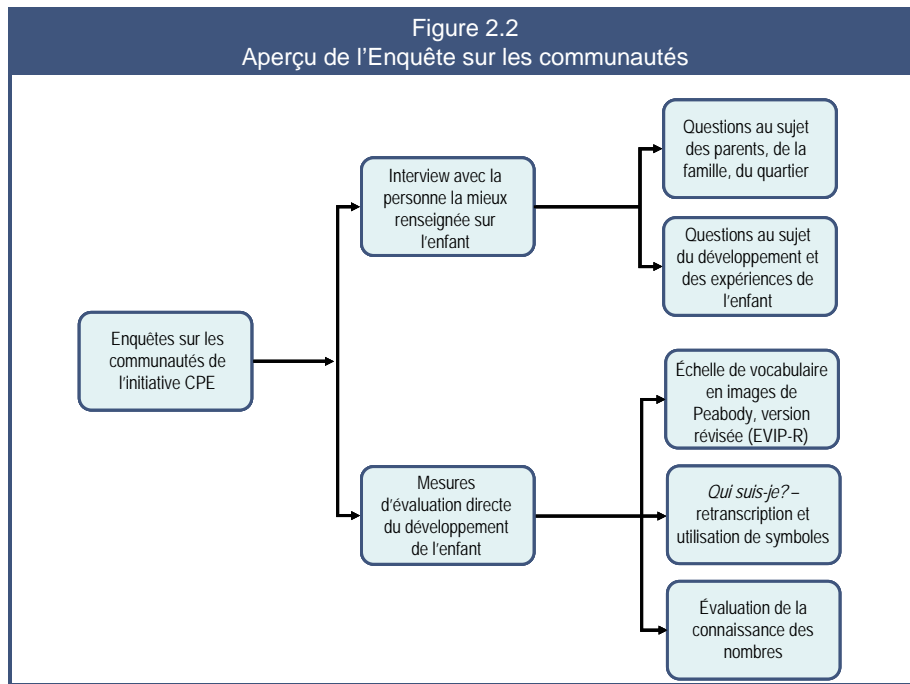 Figure 2.2
Aperçu de l'Enquête sur les communautés
Enquêtes sur les
communautés de
l'initiative CPE
Interview avec la
personne la mieux
renseignée sur
l'enfant
Questions au sujet
des parents, de la
famille, du quartier
Questions au sujet
du développement et
des expériences de
l'enfant
Mesures
d'évaluation directe
du développement
de l'enfant
Échelle de vocabulaire
en images de
Peabody, version
révisée (EVIP-R)
Qui suis-je? –
retranscription et
utilisation de symboles
Évaluation de la
connaissance des
nombres